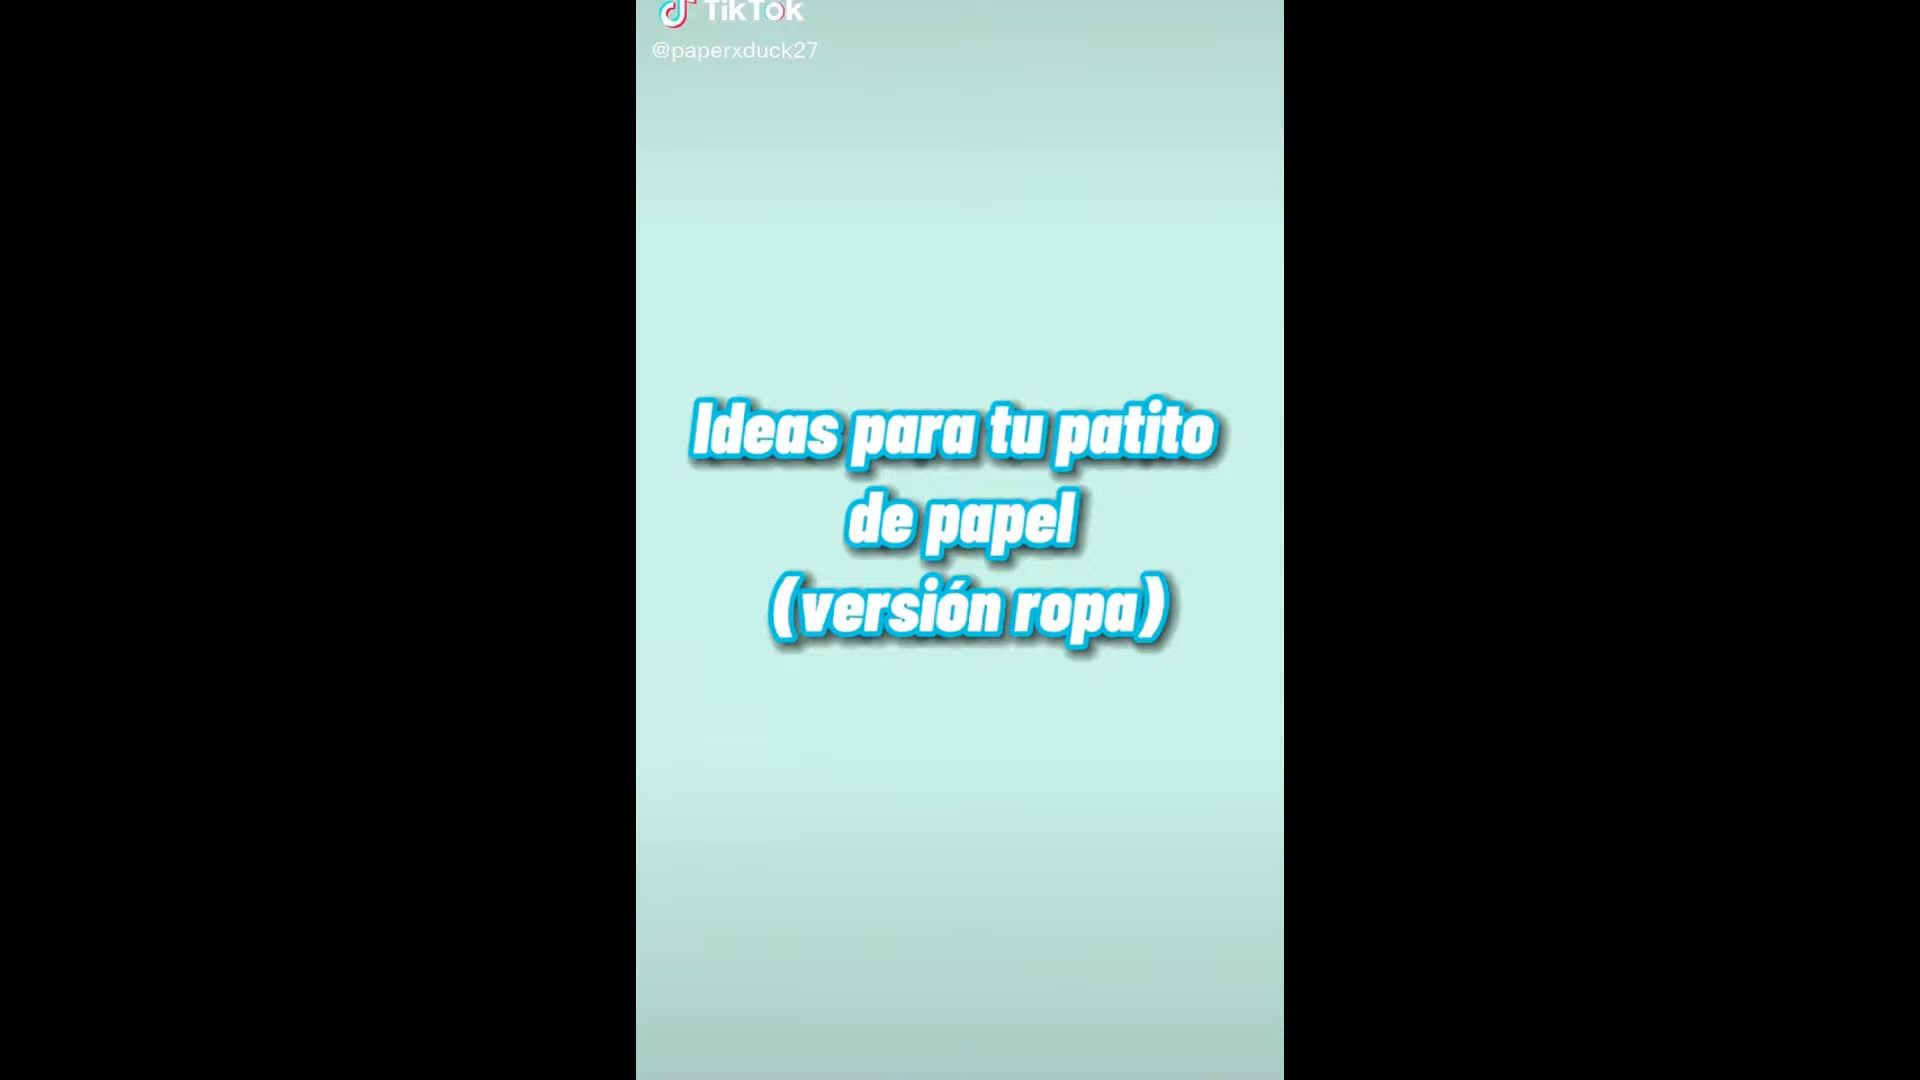 TikTok
@paperxduck27
Ideas para tu patito
de papel
(versión ropa)